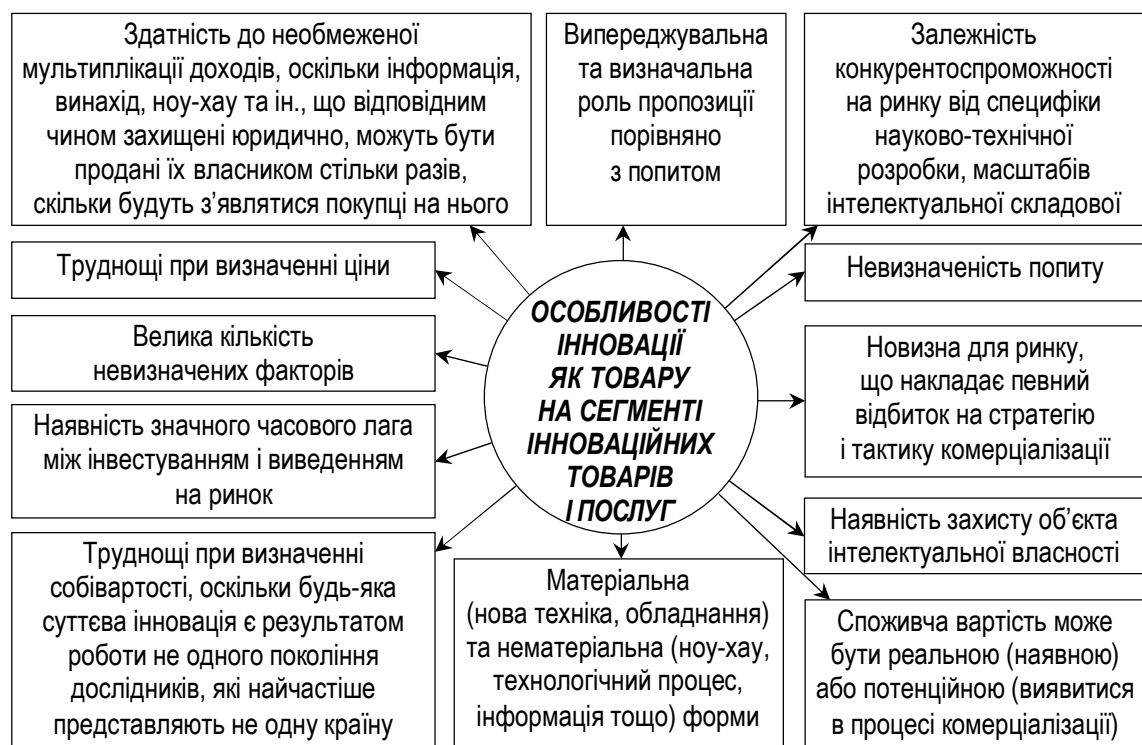 Здатність до необмеженої
мультиплікації доходів, оскільки інформація,
винахід, ноу-хау та ін., що відповідним
чином захищені юридично, можуть бути
продані їх власником стільки разів,
скільки будуть з’являтися покупці на нього
Випереджувальна
та визначальна
роль пропозиції
порівняно
з попитом
Залежність
конкурентоспроможності
на ринку від специфіки
науково-технічної
розробки, масштабів
інтелектуальної складової
Труднощі при визначенні ціни
Невизначеність попиту
Велика кількість
невизначених факторів
ОСОБЛИВОСТІ
ІННОВАЦІЇ
ЯК ТОВАРУ
НА СЕГМЕНТІ
ІННОВАЦІЙНИХ
ТОВАРІВ
І ПОСЛУГ
Новизна для ринку,
що накладає певний
відбиток на стратегію
і тактику комерціалізації
Наявність значного часового лага
між інвестуванням і виведенням
на ринок
Наявність захисту об’єкта
інтелектуальної власності
Труднощі при визначенні
собівартості, оскільки будь-яка
суттєва інновація є результатом
роботи не одного покоління
дослідників, які найчастіше
представляють не одну країну
Матеріальна
(нова техніка, обладнання)
та нематеріальна (ноу-хау,
технологічний процес,
інформація тощо) форми
Споживча вартість може
бути реальною (наявною)
або потенційною (виявитися
в процесі комерціалізації)